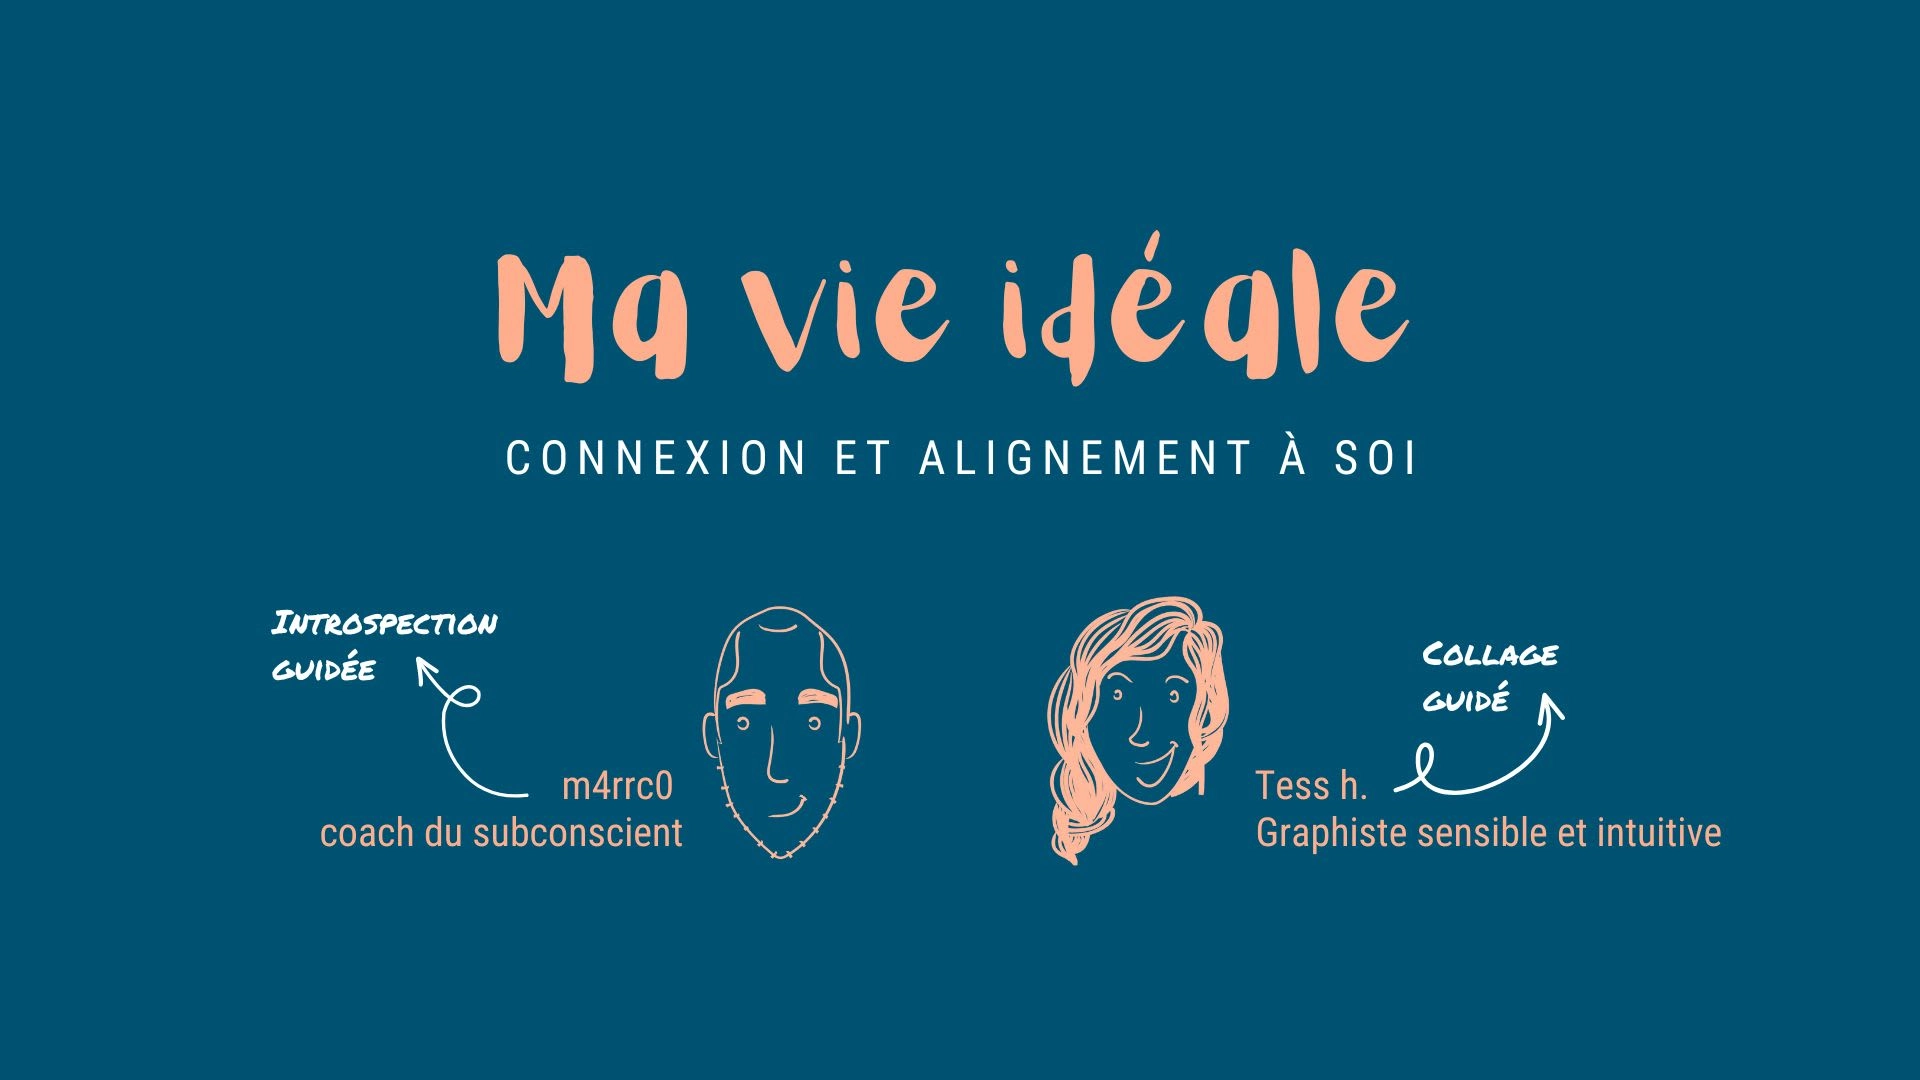 Ma vie idéale
CONNEXION ET ALIGNEMENT À SOI
Introspection
guidée
m4rrc0
coach du subconscient
Collage
guidé
Tess h.
Graphiste sensible et intuitive